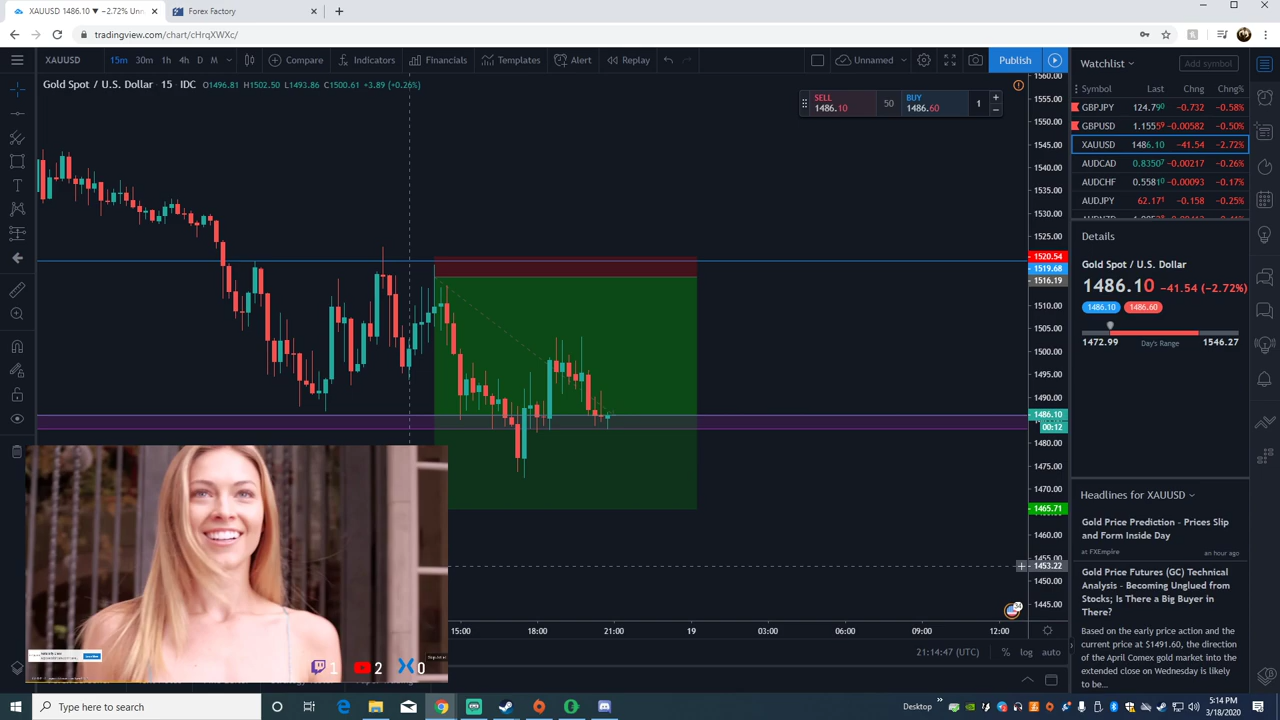 XAUUSD 1486.10 ▼ −2.72% Unn
Forex Factory
tradingview.com/chart/cHrqXWXc/
XAUUSD
15m 30m 1h 4h D M
Compare
Indicators
Financials
Templates
Alert
Replay
Unnamed
Publish
Gold Spot / U.S. Dollar · 15 · IDC O1496.81 H1502.50 L1493.86 C1500.61 +3.89 (+0.26%)
SELL
1486.10
50
BUY
1486.60
1
1560.00
1555.00
1550.00
1545.00
1540.00
1535.00
1530.00
1525.00
1520.54
1519.68
1516.19
1510.00
1505.00
1500.00
1495.00
1490.00
1486.10
00:12
1480.00
1475.00
1470.00
1465.71
1460.00
1455.00
1453.22
1450.00
1445.00
15:00 18:00 21:00 19 03:00 06:00 09:00 12:00
21:14:47 (UTC) % log auto
Watchlist
Add symbol
Symbol Last Chng Chng%
GBPJPY 124.790 −0.732 −0.58%
GBPUSD 1.15559 −0.00582 −0.50%
XAUUSD 1486.10 −41.54 −2.72%
AUDCAD 0.83507 −0.00217 −0.26%
AUDCHF 0.55810 −0.00093 −0.17%
AUDJPY 62.171 −0.158 −0.25%
Details
Gold Spot / U.S. Dollar
1486.10 −41.54 (−2.72%)
1486.10 1486.60
1472.99 Day's Range 1546.27
Headlines for XAUUSD
Gold Price Prediction - Prices Slip
and Form Inside Day
at FXEmpire an hour ago
Gold Price Futures (GC) Technical
Analysis - Becoming Unglued from
Stocks; Is There a Big Buyer in
There?
Based on the early price action and the
current price at $1491.60, the direction
of the April Comex gold market into the
extended close on Wednesday is likely
to be...
1 2 0
Type here to search
Desktop
5:14 PM
3/18/2020